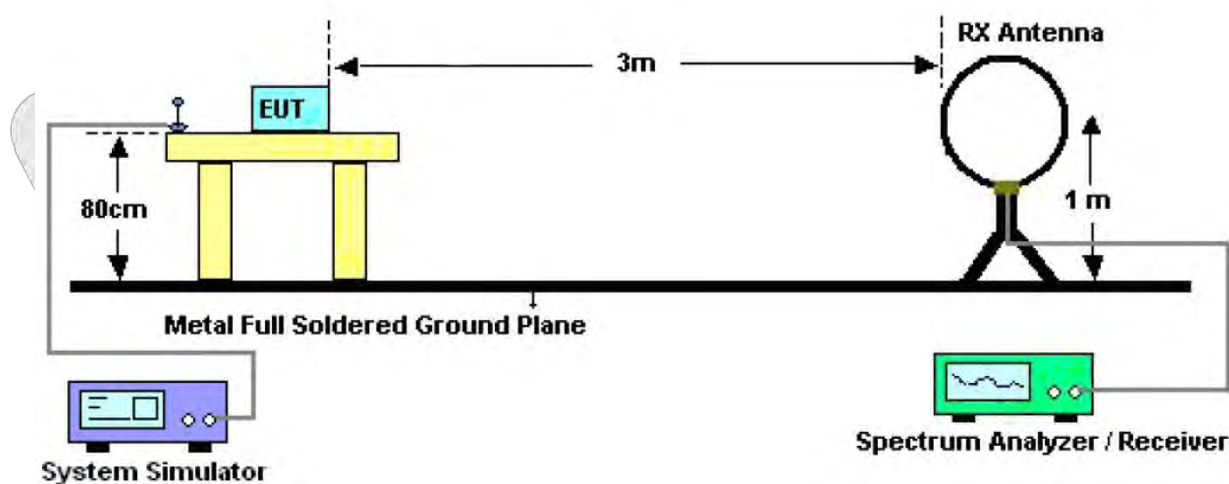 RX Antenna
3m
EUT
80cm
1 m
Metal Full Soldered Ground Plane
System Simulator
Spectrum Analyzer / Receiver